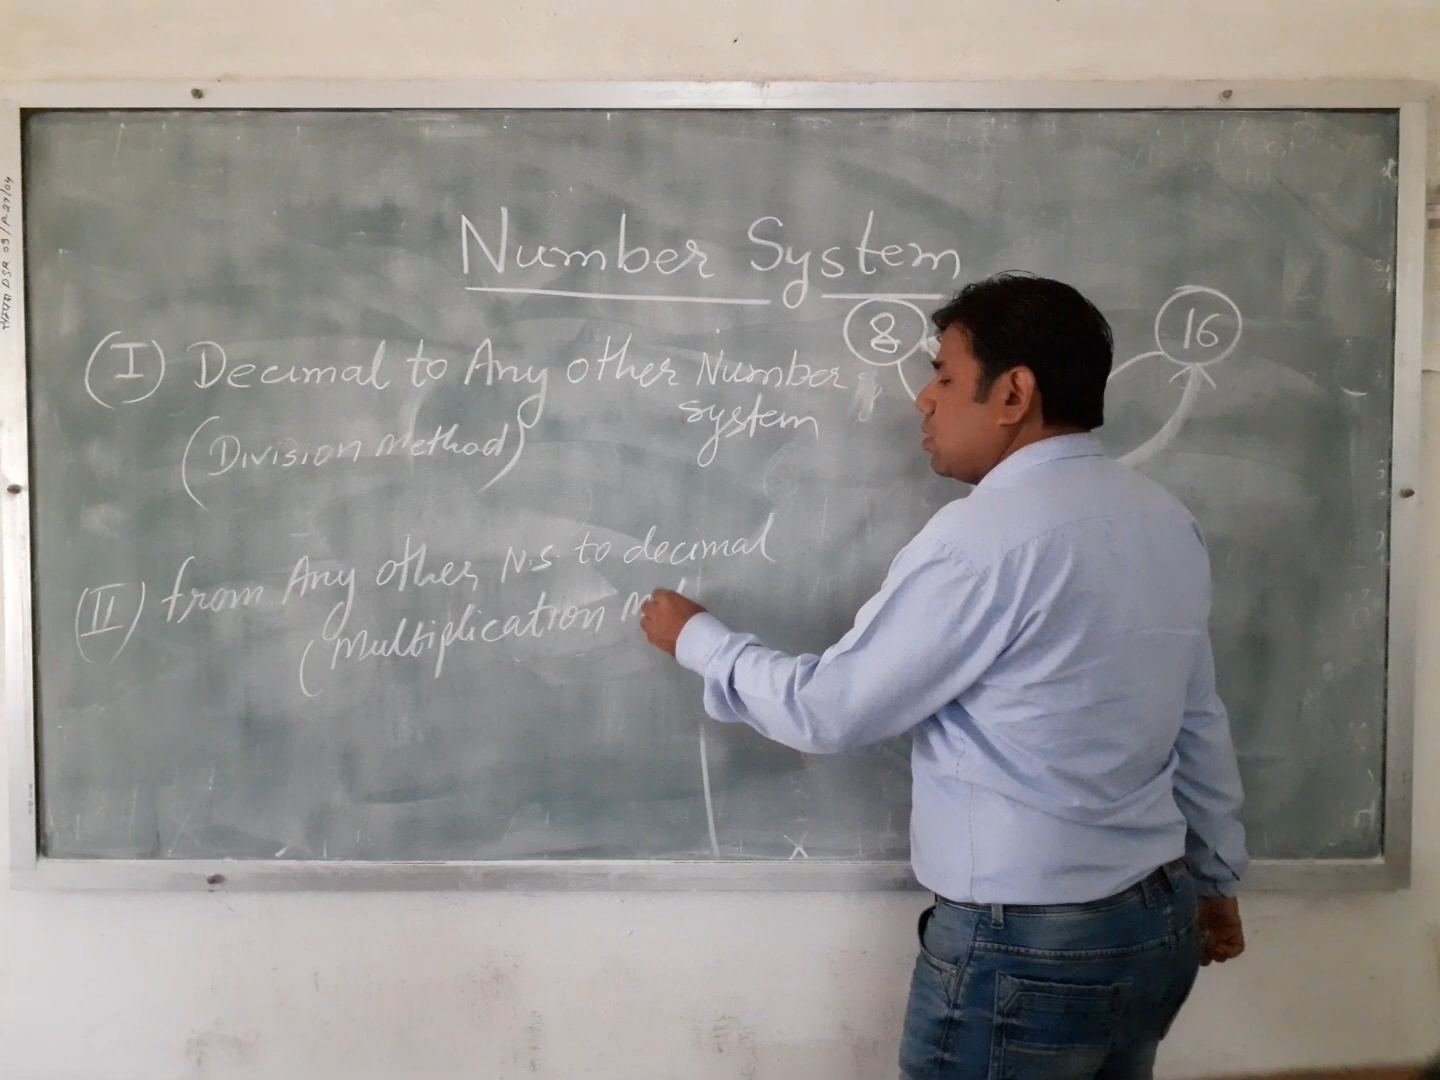 Number System
8
16
(I) Decimal to Any other Number
system
(Division Method)
(II) from Any other N.S. to decimal
(Multiplication
x